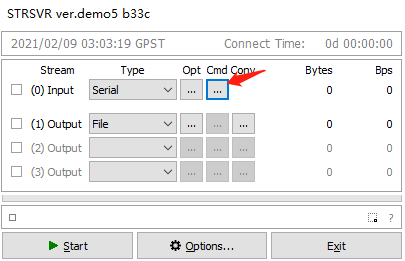 STRSVR ver.demo5 b33c
2021/02/09 03:03:19 GPST Connect Time: 0d 00:00:00
Stream Type Opt Cmd Conv Bytes Bps
(0) Input Serial ... ... 0 0
(1) Output File ... ... ... 0 0
(2) Output ... ... ... 0 0
(3) Output ... ... ... 0 0
?
Start Options... Exit